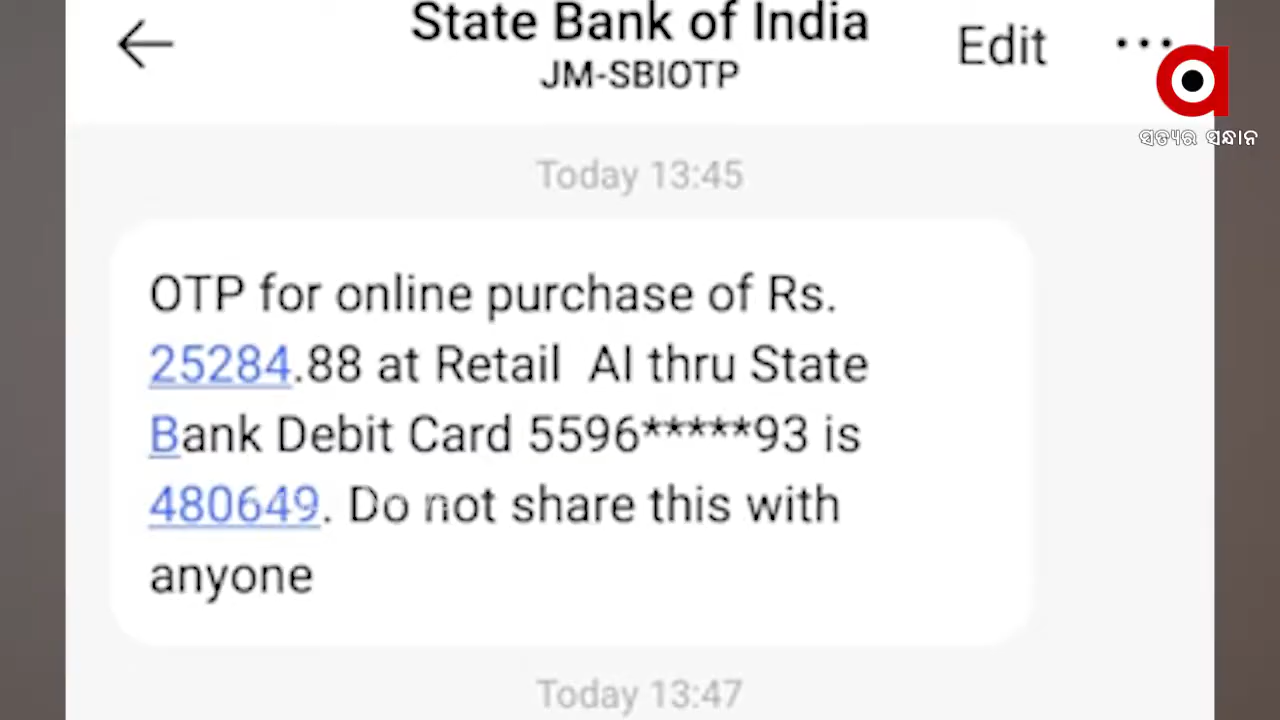 State Bank of India
JM-SBIOTP
Edit
ସତ୍ୟର ସନ୍ଧାନ
Today 13:45
OTP for online purchase of Rs.
25284.88 at Retail AI thru State
Bank Debit Card 5596*****93 is
480649. Do not share this with
anyone
Today 13:47